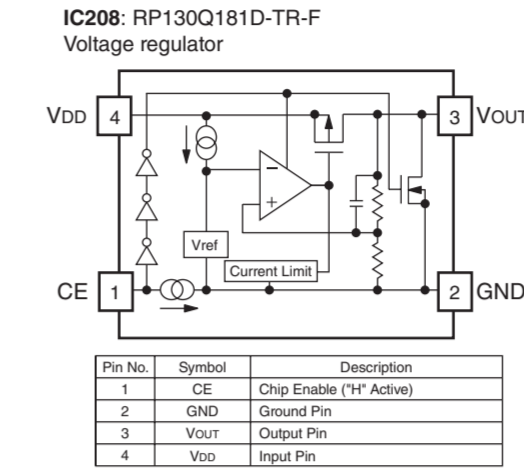 IC208: RP130Q181D-TR-F
Voltage regulator
VDD 4
3 VOUT
−
+
Vref
Current Limit
CE 1
2 GND
Pin No. Symbol Description
1 CE Chip Enable ("H" Active)
2 GND Ground Pin
3 VOUT Output Pin
4 VDD Input Pin